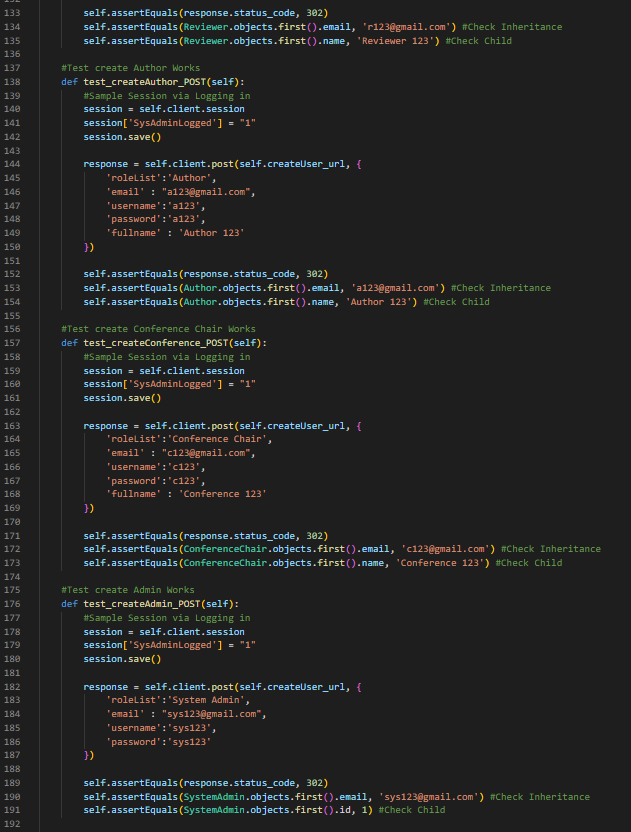 132
133 self.assertEquals(response.status_code, 302)
134 self.assertEquals(Reviewer.objects.first().email, 'r123@gmail.com') #Check Inheritance
135 self.assertEquals(Reviewer.objects.first().name, 'Reviewer 123') #Check Child
136
137 #Test create Author Works
138 def test_createAuthor_POST(self):
139 #Sample Session via Logging in
140 session = self.client.session
141 session['SysAdminLogged'] = "1"
142 session.save()
143
144 response = self.client.post(self.createUser_url, {
145 'roleList':'Author',
146 'email' : "a123@gmail.com",
147 'username':'a123',
148 'password':'a123',
149 'fullname' : 'Author 123'
150 })
151
152 self.assertEquals(response.status_code, 302)
153 self.assertEquals(Author.objects.first().email, 'a123@gmail.com') #Check Inheritance
154 self.assertEquals(Author.objects.first().name, 'Author 123') #Check Child
155
156 #Test create Conference Chair Works
157 def test_createConference_POST(self):
158 #Sample Session via Logging in
159 session = self.client.session
160 session['SysAdminLogged'] = "1"
161 session.save()
162
163 response = self.client.post(self.createUser_url, {
164 'roleList':'Conference Chair',
165 'email' : "c123@gmail.com",
166 'username':'c123',
167 'password':'c123',
168 'fullname' : 'Conference 123'
169 })
170
171 self.assertEquals(response.status_code, 302)
172 self.assertEquals(ConferenceChair.objects.first().email, 'c123@gmail.com') #Check Inheritance
173 self.assertEquals(ConferenceChair.objects.first().name, 'Conference 123') #Check Child
174
175 #Test create Admin Works
176 def test_createAdmin_POST(self):
177 #Sample Session via Logging in
178 session = self.client.session
179 session['SysAdminLogged'] = "1"
180 session.save()
181
182 response = self.client.post(self.createUser_url, {
183 'roleList':'System Admin',
184 'email' : "sys123@gmail.com",
185 'username':'sys123',
186 'password':'sys123'
187 })
188
189 self.assertEquals(response.status_code, 302)
190 self.assertEquals(SystemAdmin.objects.first().email, 'sys123@gmail.com') #Check Inheritance
191 self.assertEquals(SystemAdmin.objects.first().id, 1) #Check Child
192